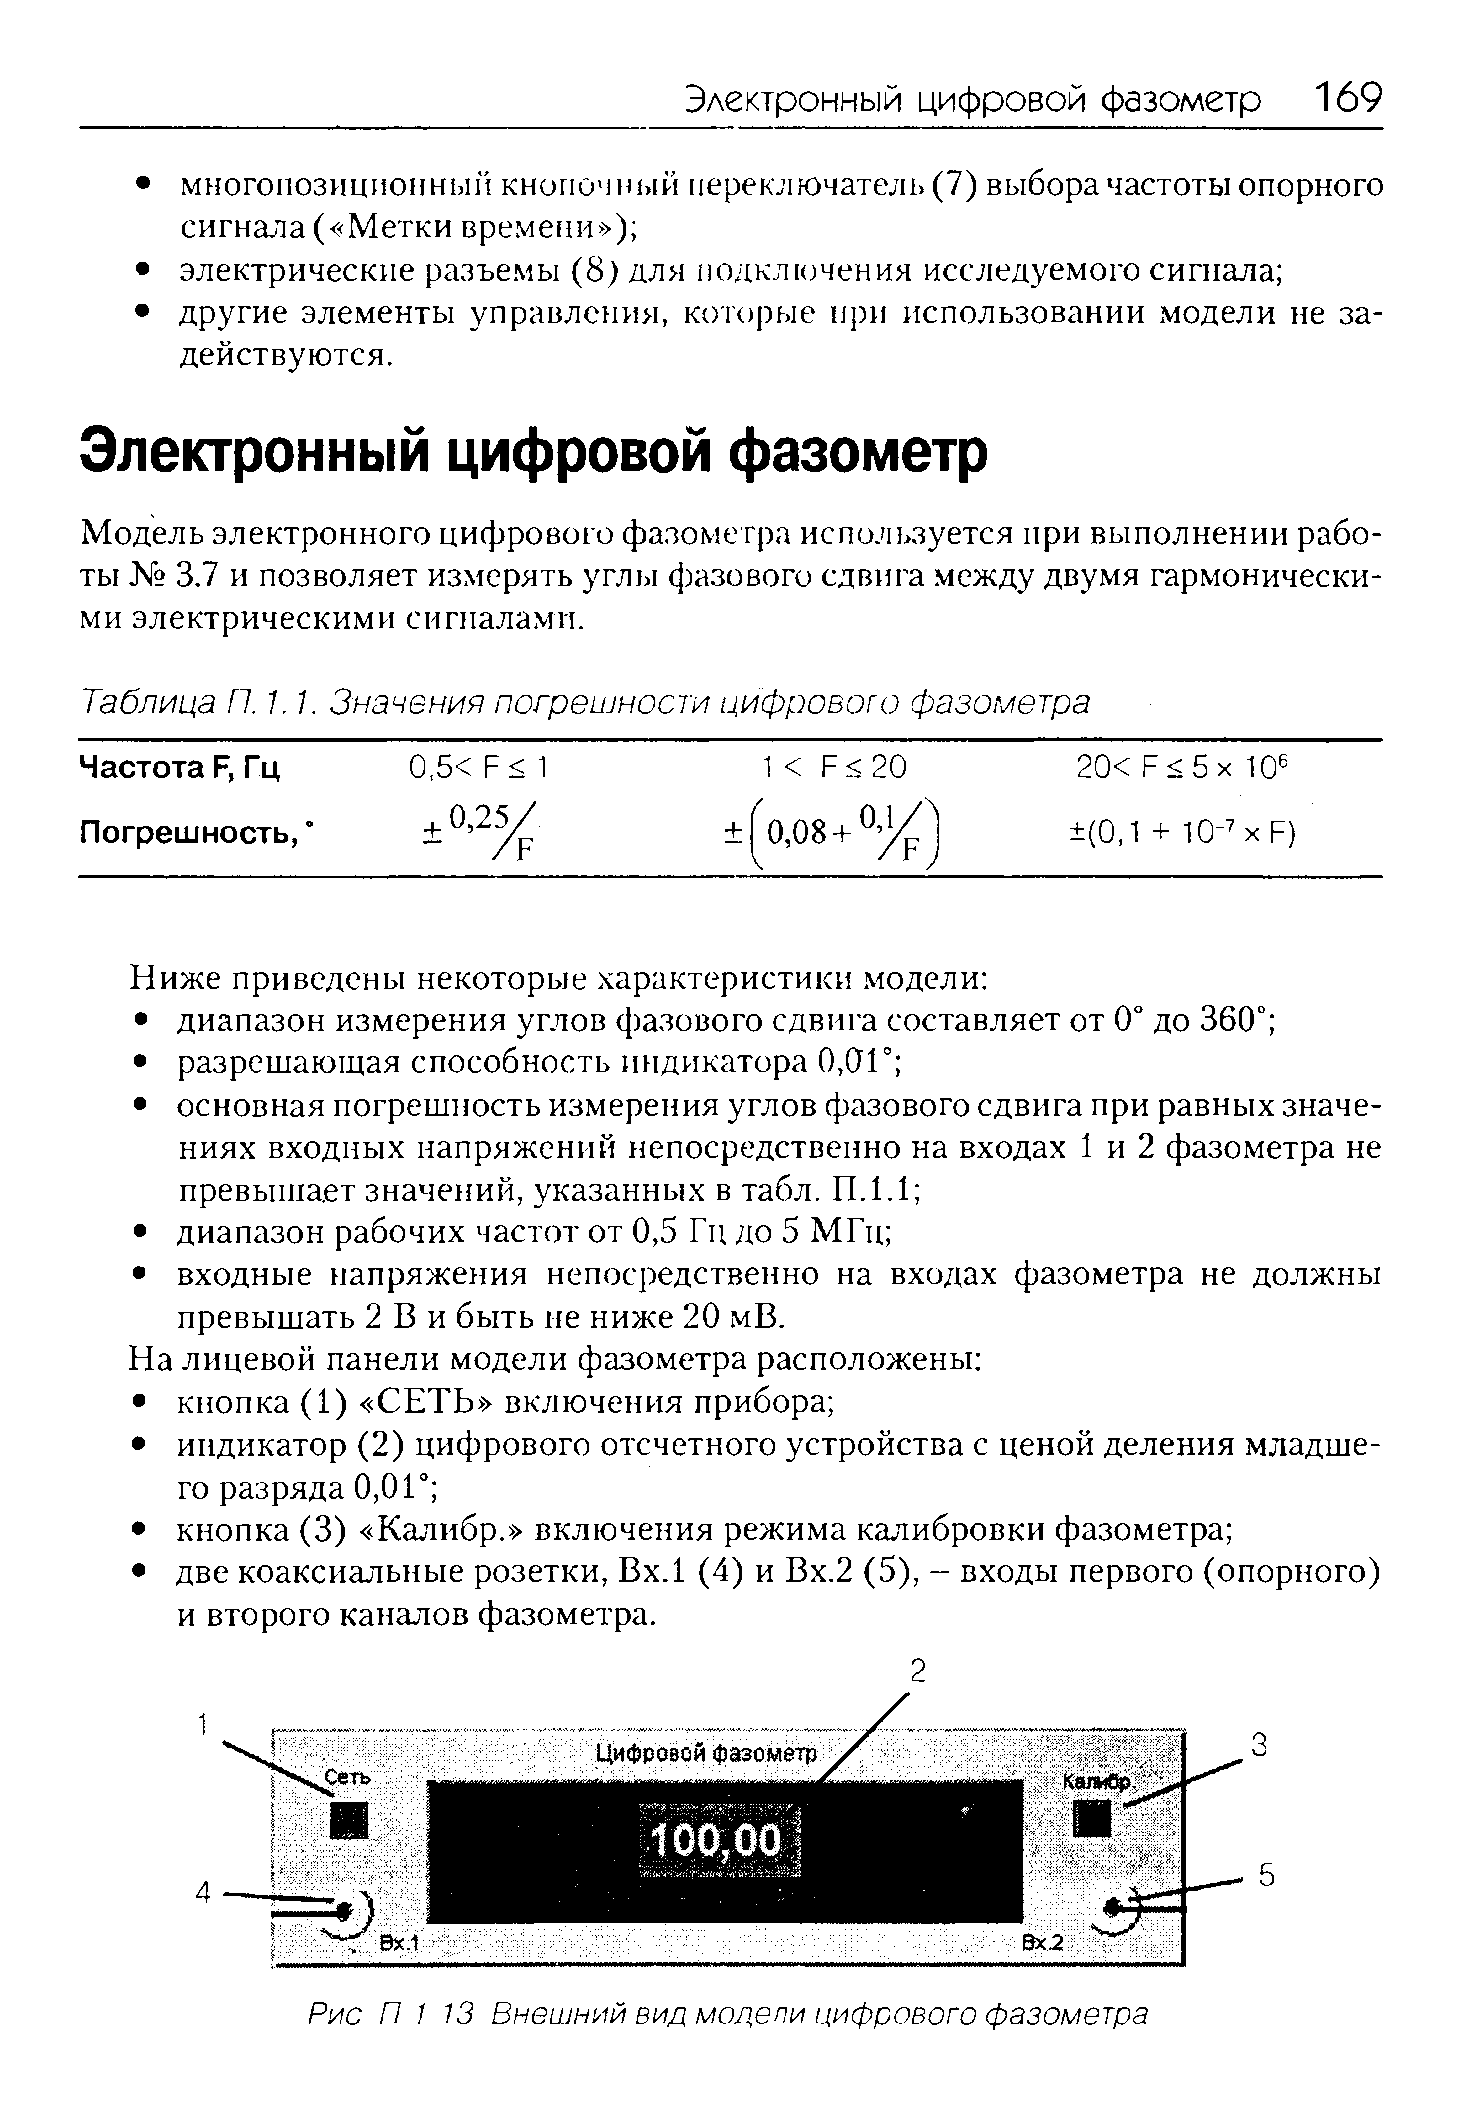 Электронный цифровой фазометр 169
• многопозиционный кнопочный переключатель (7) выбора частоты опорного
сигнала («Метки времени»);
• электрические разъемы (8) для подключения исследуемого сигнала;
• другие элементы управления, которые при использовании модели не за-
действуются.
Электронный цифровой фазометр
Модель электронного цифрового фазометра используется при выполнении рабо-
ты № 3.7 и позволяет измерять углы фазового сдвига между двумя гармонически-
ми электрическими сигналами.
Таблица П.1.1. Значения погрешности цифрового фазометра
Частота F, Гц 0,5< F ≤ 1 1 < F ≤ 20 20< F ≤ 5 x 10⁶
Погрешность, ° ±0,25/F ±(0,08 + 0,1/F) ±(0,1 + 10⁻⁷ x F)
Ниже приведены некоторые характеристики модели:
• диапазон измерения углов фазового сдвига составляет от 0° до 360°;
• разрешающая способность индикатора 0,01°;
• основная погрешность измерения углов фазового сдвига при равных значе-
ниях входных напряжений непосредственно на входах 1 и 2 фазометра не
превышает значений, указанных в табл. П.1.1;
• диапазон рабочих частот от 0,5 Гц до 5 МГц;
• входные напряжения непосредственно на входах фазометра не должны
превышать 2 В и быть не ниже 20 мВ.
На лицевой панели модели фазометра расположены:
• кнопка (1) «СЕТЬ» включения прибора;
• индикатор (2) цифрового отсчетного устройства с ценой деления младше-
го разряда 0,01°;
• кнопка (3) «Калибр.» включения режима калибровки фазометра;
• две коаксиальные розетки, Вх.1 (4) и Вх.2 (5), – входы первого (опорного)
и второго каналов фазометра.
2
1
3
Цифровой фазометр
Сеть
Калибр.
100,00
4
5
Вх.1
Вх.2
Рис П 1 13 Внешний вид модели цифрового фазометра